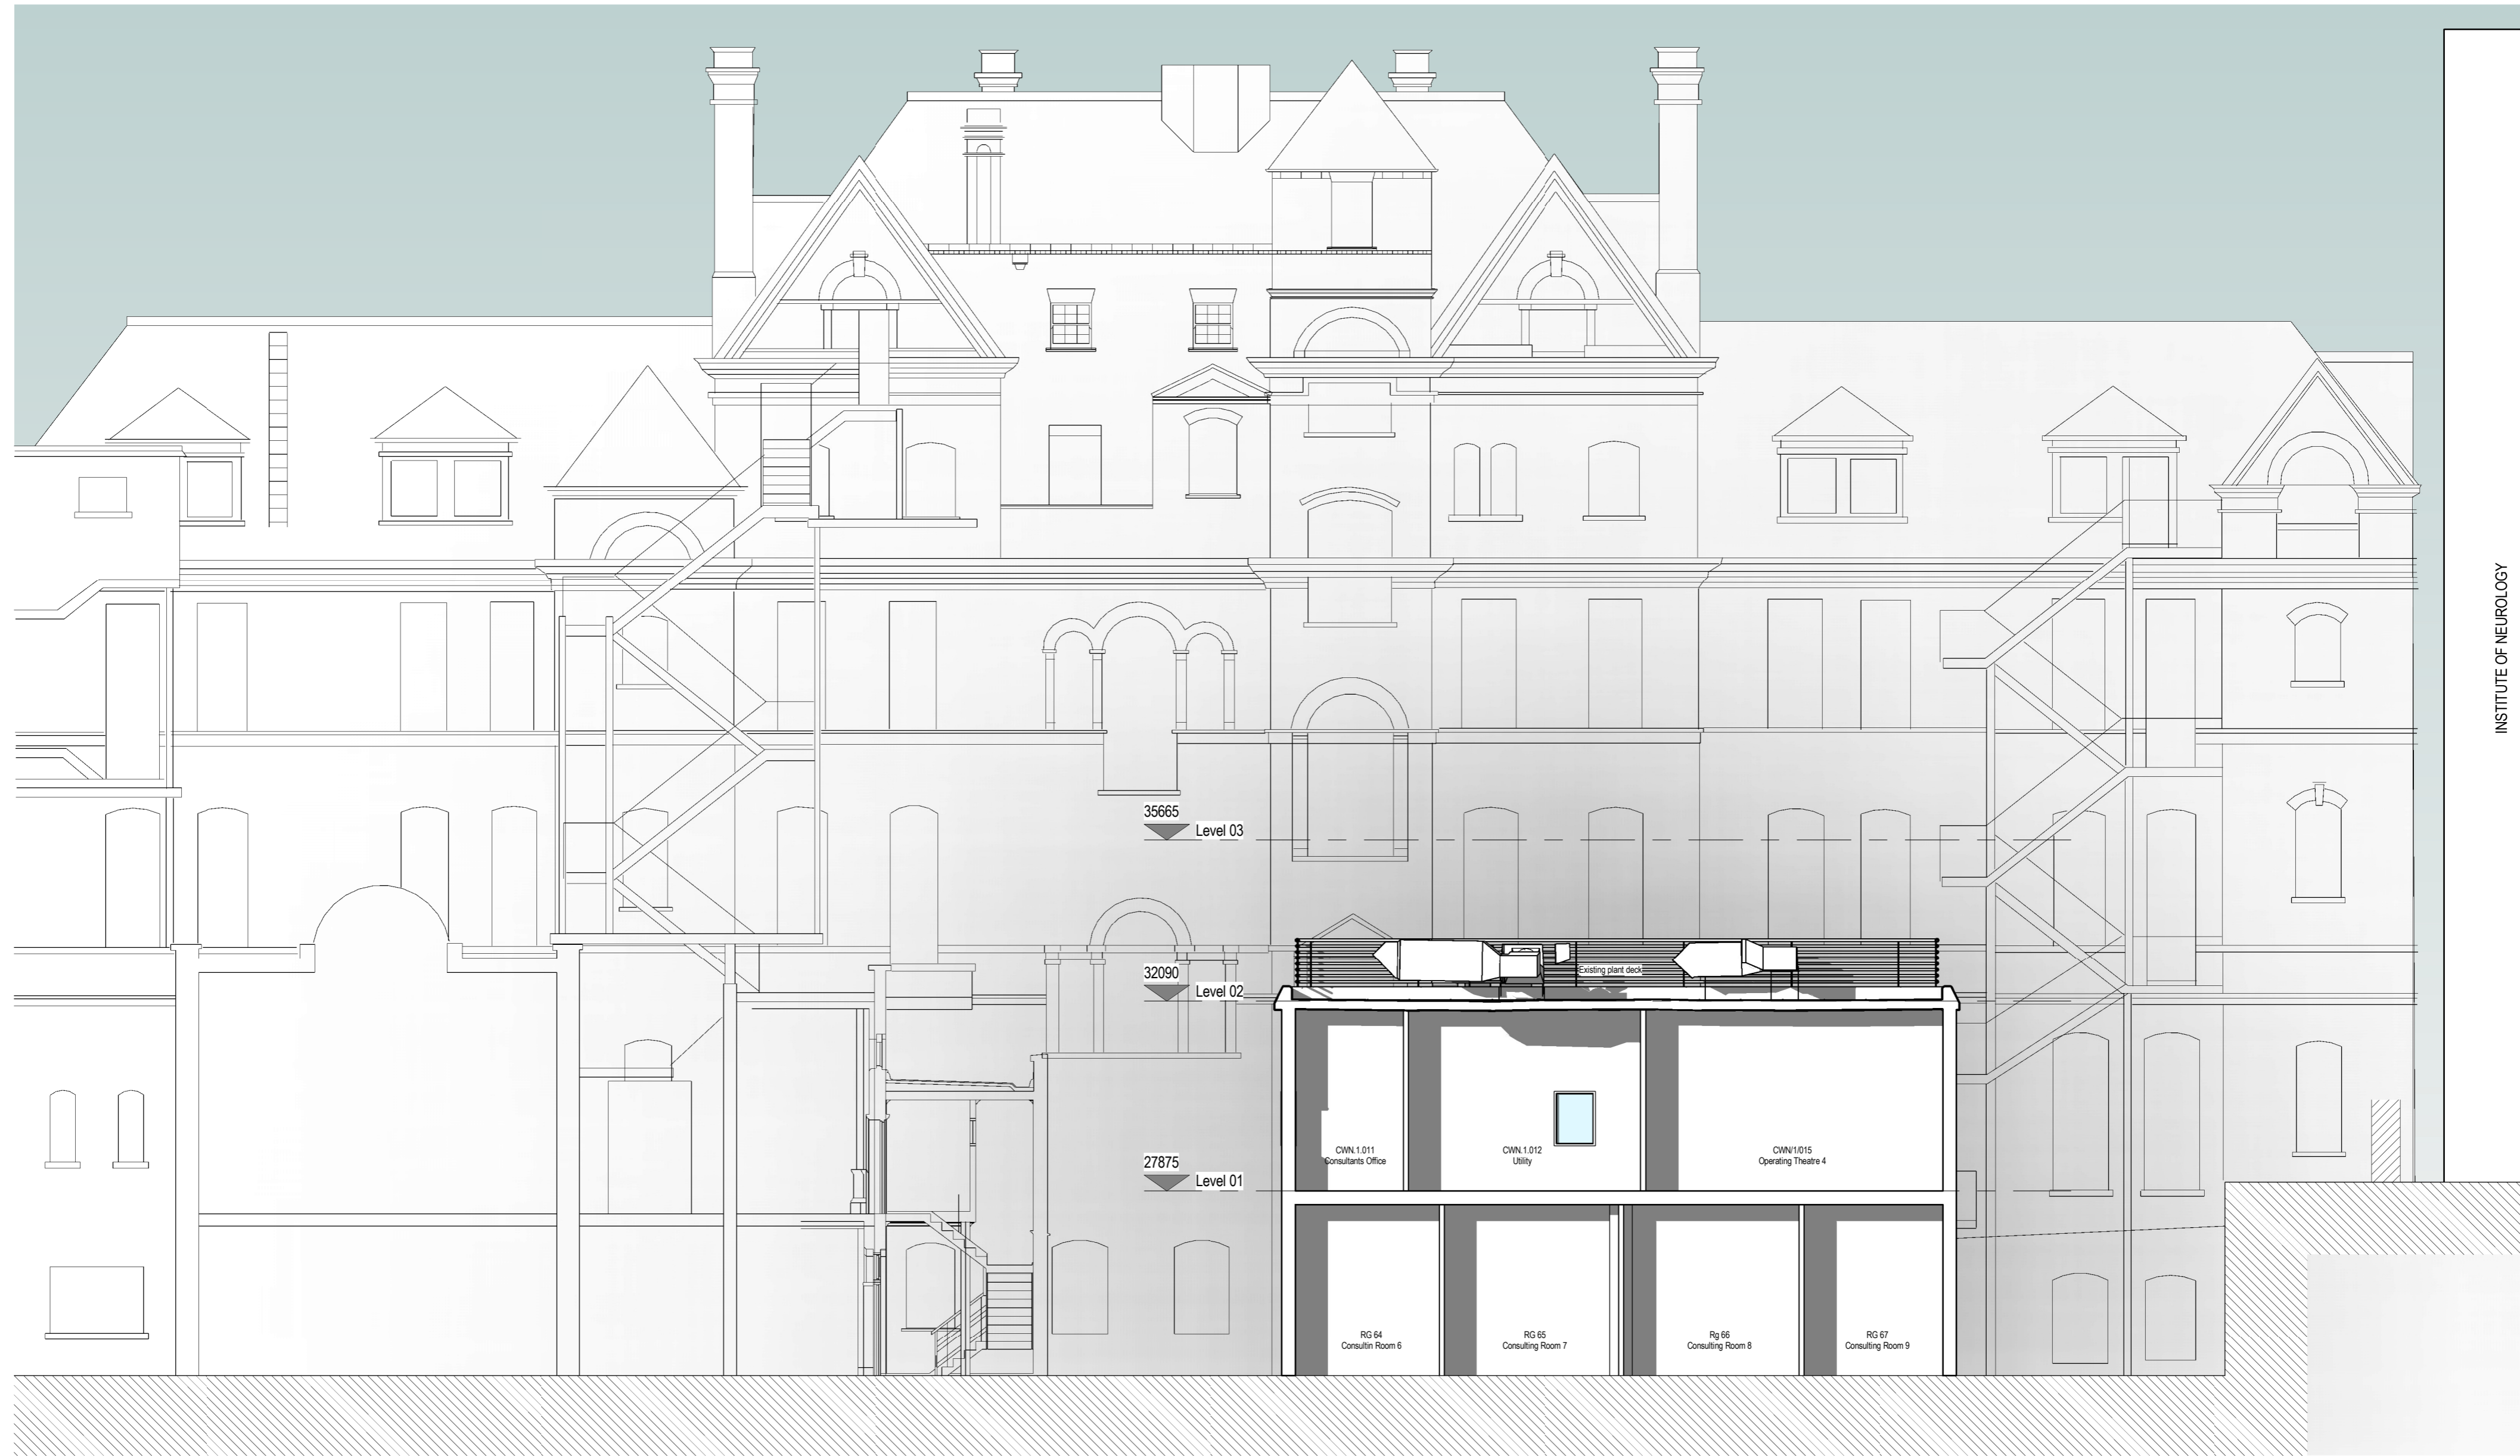 INSTITUTE OF NEUROLOGY
35665
Level 03
Existing plant deck
32090
Level 02
CWN.1.011
Consultants Office
CWN.1.012
Utility
CWN/1/015
Operating Theatre 4
27875
Level 01
RG 64
Consultin Room 6
RG 65
Consulting Room 7
Rg 66
Consulting Room 8
RG 67
Consulting Room 9